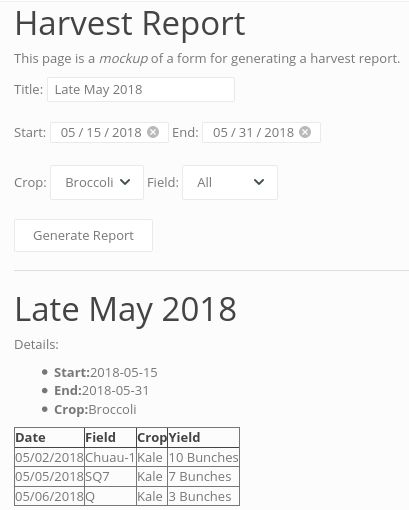 Harvest Report
This page is a mockup of a form for generating a harvest report.
Title: Late May 2018
Start: 05 / 15 / 2018 End: 05 / 31 / 2018
Crop: Broccoli Field: All
Generate Report
Late May 2018
Details:
• Start:2018-05-15
• End:2018-05-31
• Crop:Broccoli
Date Field Crop Yield
05/02/2018 Chuau-1 Kale 10 Bunches
05/05/2018 SQ7 Kale 7 Bunches
05/06/2018 Q Kale 3 Bunches